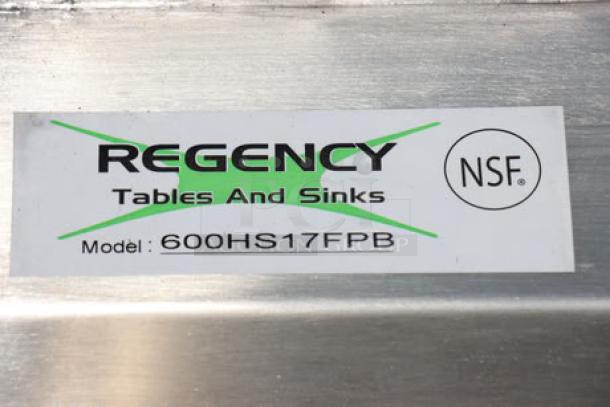 REGENCY
Tables And Sinks
NSF®
Model: 600HS17FPB